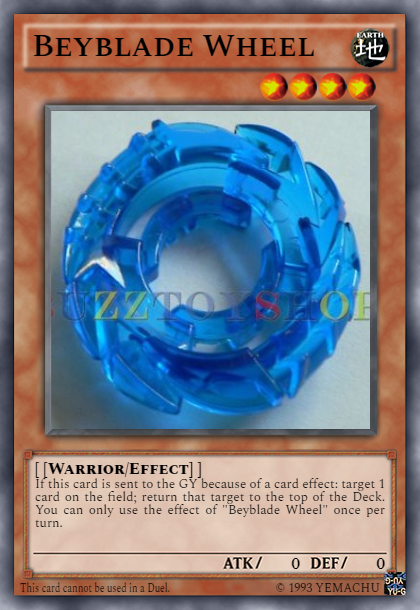 BEYBLADE WHEEL
EARTH
地
UZZTOYSHOP
[ [WARRIOR/EFFECT] ]
If this card is sent to the GY because of a card effect: target 1
card on the field; return that target to the top of the Deck.
You can only use the effect of "Beyblade Wheel" once per
turn.
ATK/ 0 DEF/ 0
This card cannot be used in a Duel. © 1993 YEMACHU